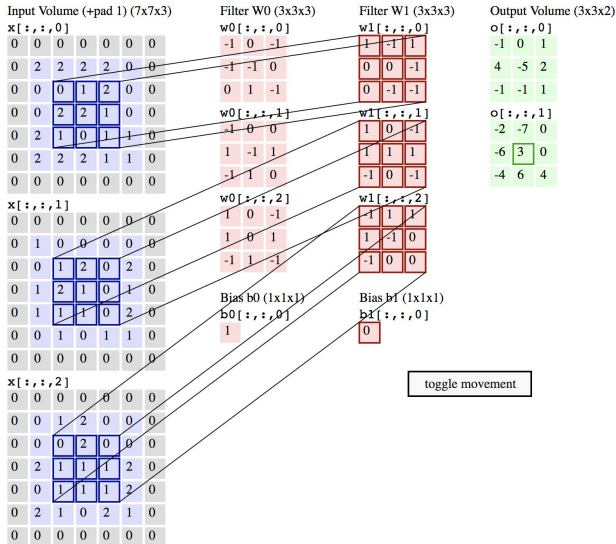 Input Volume (+pad 1) (7x7x3)
x[:,:,0]
0 0 0 0 0 0 0
0 2 2 2 2 0 0
0 0 0 1 2 0 0
0 0 2 2 1 0 0
0 2 1 0 1 1 0
0 2 2 2 1 1 0
0 0 0 0 0 0 0
x[:,:,1]
0 0 0 0 0 0 0
0 1 0 0 0 0 0
0 0 1 2 0 2 0
0 1 2 1 0 1 0
0 1 1 1 0 2 0
0 0 1 0 1 1 0
0 0 0 0 0 0 0
x[:,:,2]
0 0 0 0 0 0 0
0 0 1 2 0 0 0
0 0 0 2 0 0 0
0 2 1 1 1 2 0
0 0 1 1 1 2 0
0 2 1 0 2 1 0
0 0 0 0 0 0 0
Filter W0 (3x3x3)
w0[:,:,0]
-1 0 -1
-1 -1 0
0 1 -1
w0[:,:,1]
-1 0 0
1 -1 1
-1 1 0
w0[:,:,2]
1 0 -1
1 0 1
-1 1 -1
Bias b0 (1x1x1)
b0[:,:,0]
1
Filter W1 (3x3x3)
w1[:,:,0]
1 -1 1
0 0 -1
0 -1 -1
w1[:,:,1]
1 0 -1
1 1 1
-1 0 -1
w1[:,:,2]
-1 1 1
1 -1 0
-1 0 0
Bias b1 (1x1x1)
b1[:,:,0]
0
Output Volume (3x3x2)
o[:,:,0]
-1 0 1
4 -5 2
-1 -1 1
o[:,:,1]
-2 -7 0
-6 3 0
-4 6 4
toggle movement